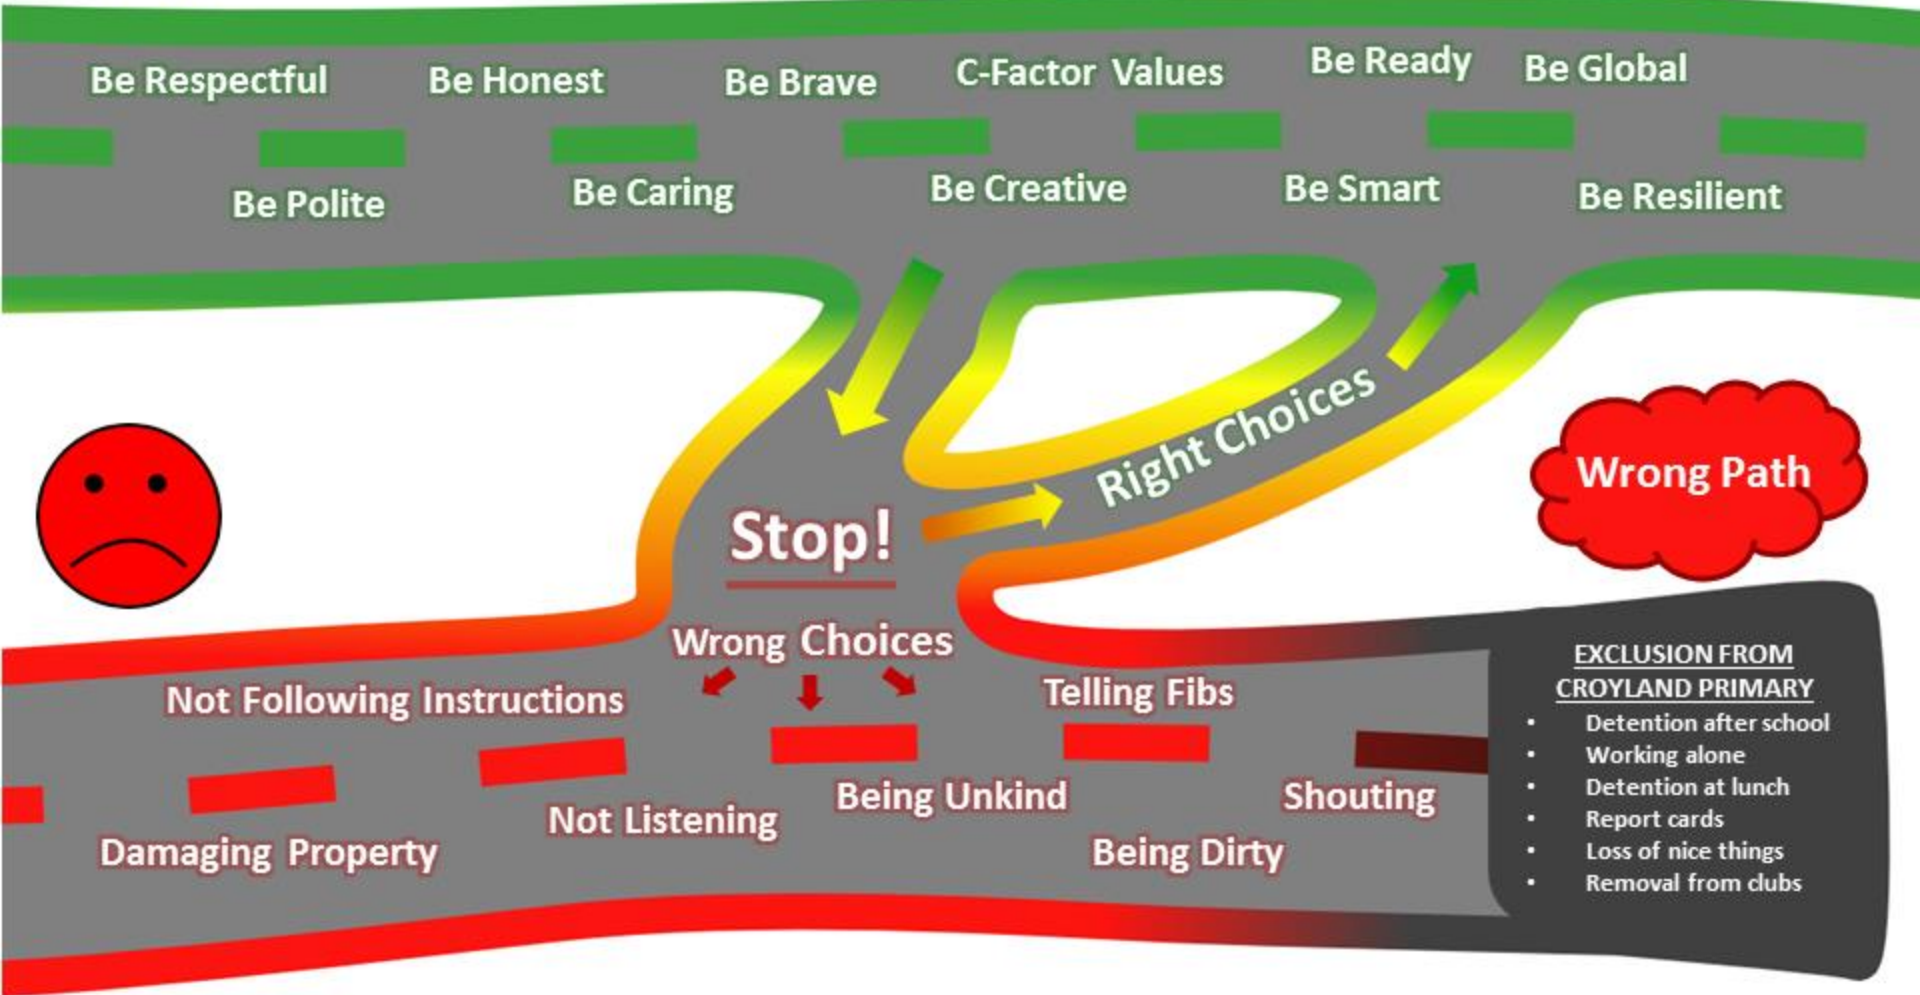 Be Respectful
Be Honest
Be Brave
C-Factor Values
Be Ready
Be Global
Be Polite
Be Caring
Be Creative
Be Smart
Be Resilient
Right Choices
Wrong Path
Stop!
Wrong Choices
Not Following Instructions
Telling Fibs
Damaging Property
Not Listening
Being Unkind
Being Dirty
Shouting
EXCLUSION FROM
CROYLAND PRIMARY
• Detention after school
• Working alone
• Detention at lunch
• Report cards
• Loss of nice things
• Removal from clubs